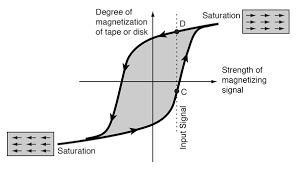 Degree of
magnetization
of tape or disk
Saturation
D
Strength of
magnetizing
signal
C
Input Signal
Saturation